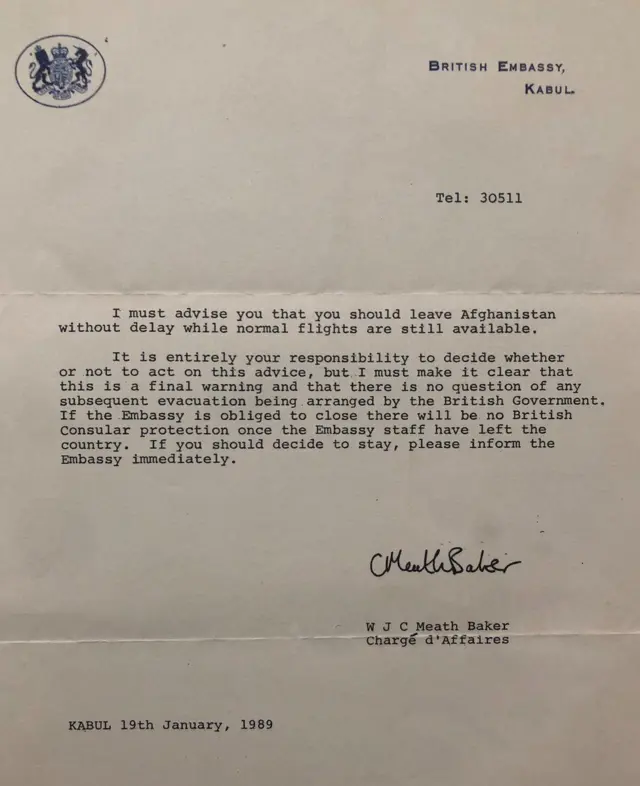 BRITISH EMBASSY,
KABUL.
Tel: 30511
I must advise you that you should leave Afghanistan
without delay while normal flights are still available.
It is entirely your responsibility to decide whether
or not to act on this advice, but I must make it clear that
this is a final warning and that there is no question of any
subsequent evacuation being arranged by the British Government.
If the Embassy is obliged to close there will be no British
Consular protection once the Embassy staff have left the
country. If you should decide to stay, please inform the
Embassy immediately.
CMeathBaker
W J C Meath Baker
Chargé d'Affaires
KABUL 19th January, 1989